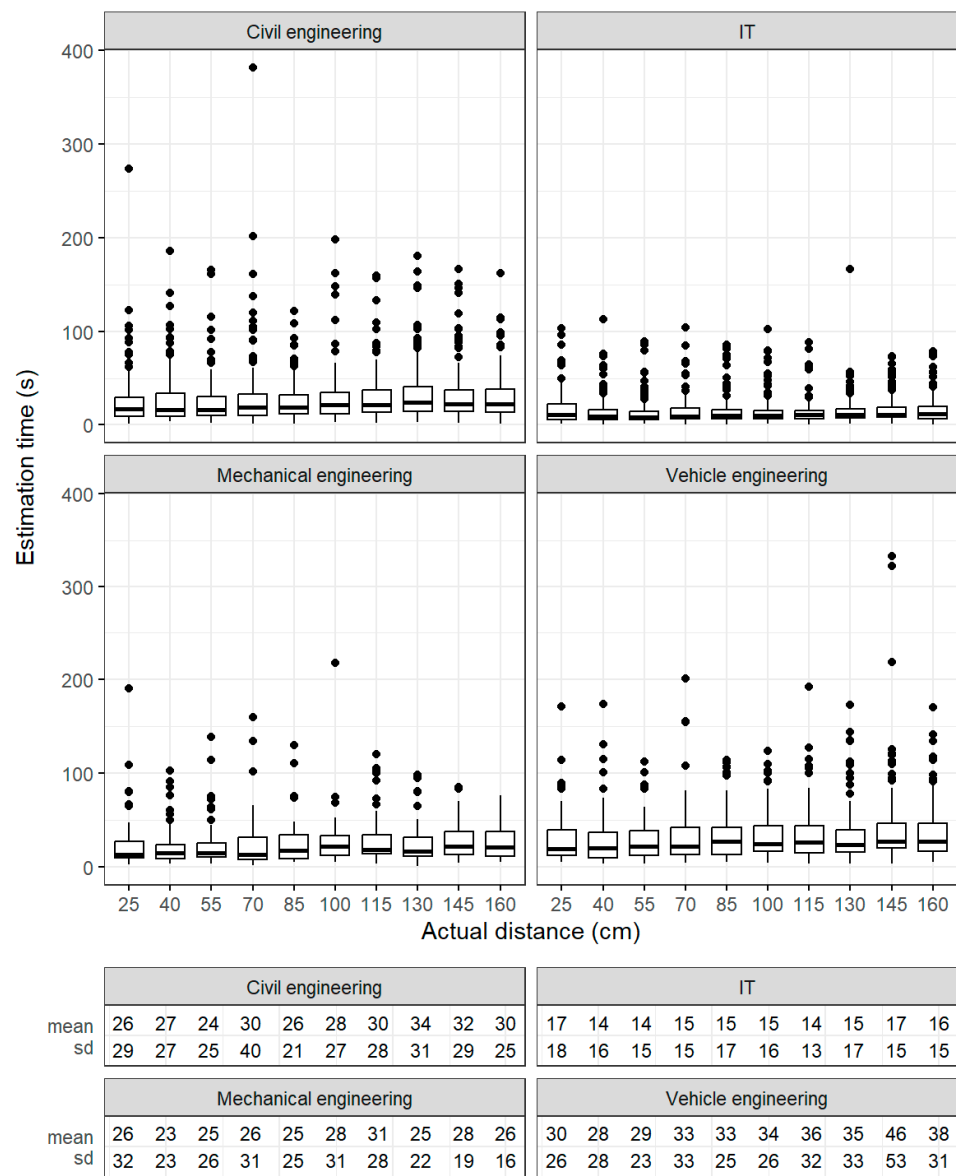 Civil engineering IT
400
300
200
100
0
Mechanical engineering Vehicle engineering
400
300
200
100
0
Estimation time (s)
25 40 55 70 85 100 115 130 145 160 25 40 55 70 85 100 115 130 145 160
Actual distance (cm)
Civil engineering IT
mean 26 27 24 30 26 28 30 34 32 30 17 14 14 15 15 15 14 15 17 16
sd 29 27 25 40 21 27 28 31 29 25 18 16 15 15 17 16 13 17 15 15
Mechanical engineering Vehicle engineering
mean 26 23 25 26 25 28 31 25 28 26 30 28 29 33 33 34 36 35 46 38
sd 32 23 26 31 25 31 28 22 19 16 26 28 23 33 25 26 32 33 53 31